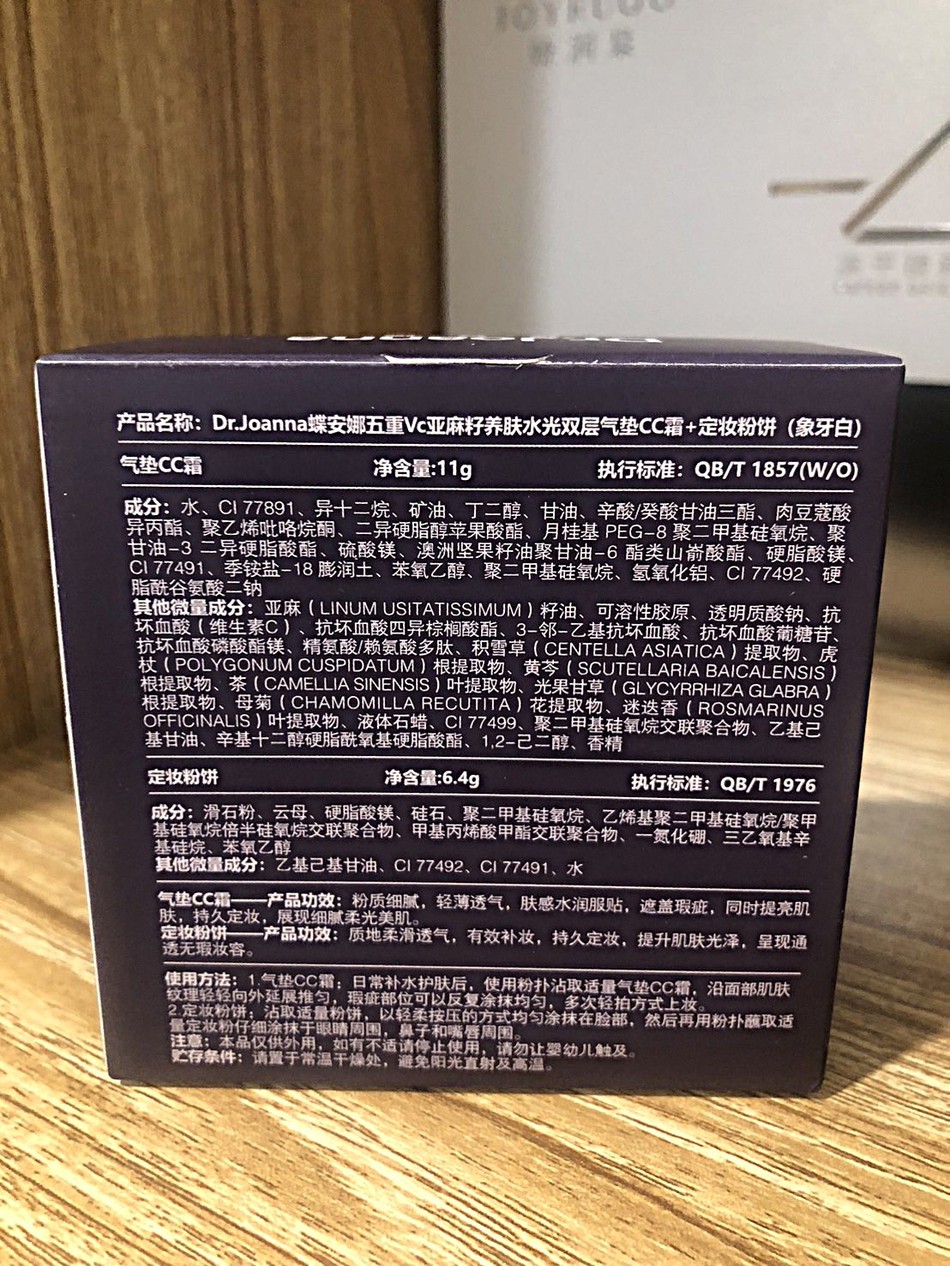 产品名称：Dr.Joanna蝶安娜五重Vc亚麻籽养肤水光双层气垫CC霜+定妆粉饼（象牙白）
气垫CC霜 净含量:11g 执行标准：QB/T 1857(W/O)
成分：水、CI 77891、异十二烷、矿油、丁二醇、甘油、辛酸/癸酸甘油三酯、肉豆蔻酸
异丙酯、聚乙烯吡咯烷酮、二异硬脂醇苹果酸酯、月桂基 PEG-8 聚二甲基硅氧烷、聚
甘油-3 二异硬脂酸酯、硫酸镁、澳洲坚果籽油聚甘油-6 酯类山嵛酸酯、硬脂酸镁、
CI 77491、季铵盐-18 膨润土、苯氧乙醇、聚二甲基硅氧烷、氢氧化铝、CI 77492、硬
脂酰谷氨酸二钠
其他微量成分：亚麻（LINUM USITATISSIMUM）籽油、可溶性胶原、透明质酸钠、抗
坏血酸（维生素C）、抗坏血酸四异棕榈酸酯、3-邻-乙基抗坏血酸、抗坏血酸葡糖苷、
抗坏血酸磷酸酯镁、精氨酸/赖氨酸多肽、积雪草（CENTELLA ASIATICA）提取物、虎
杖（POLYGONUM CUSPIDATUM）根提取物、黄芩（SCUTELLARIA BAICALENSIS）
根提取物、茶（CAMELLIA SINENSIS）叶提取物、光果甘草（GLYCYRRHIZA GLABRA）
根提取物、母菊（CHAMOMILLA RECUTITA）花提取物、迷迭香（ROSMARINUS
OFFICINALIS）叶提取物、液体石蜡、CI 77499、聚二甲基硅氧烷交联聚合物、乙基己
基甘油、辛基十二醇硬脂酰氧基硬脂酸酯、1,2-己二醇、香精
定妆粉饼 净含量:6.4g 执行标准：QB/T 1976
成分：滑石粉、云母、硬脂酸镁、硅石、聚二甲基硅氧烷、乙烯基聚二甲基硅氧烷/聚甲
基硅氧烷倍半硅氧烷交联聚合物、甲基丙烯酸甲酯交联聚合物、一氮化硼、三乙氧基辛
基硅烷、苯氧乙醇
其他微量成分：乙基己基甘油、CI 77492、CI 77491、水
气垫CC霜——产品功效：粉质细腻，轻薄透气，肤感水润服贴，遮盖瑕疵，同时提亮肌
肤，持久定妆，展现细腻柔光美肌。
定妆粉饼——产品功效：质地柔滑透气，有效补妆，持久定妆，提升肌肤光泽，呈现通
透无瑕妆容。
使用方法：1.气垫CC霜：日常补水护肤后，使用粉扑沾取适量气垫CC霜，沿面部肌肤
纹理轻轻向外延展推匀，瑕疵部位可以反复涂抹均匀，多次轻拍方式上妆。
2.定妆粉饼：沾取适量粉饼，以轻柔按压的方式均匀涂抹在脸部，然后再用粉扑蘸取适
量定妆粉仔细涂抹于眼睛周围，鼻子和嘴唇周围。
注意：本品仅供外用，如有不适请停止使用，请勿让婴幼儿触及。
贮存条件：请置于常温干燥处，避免阳光直射及高温。